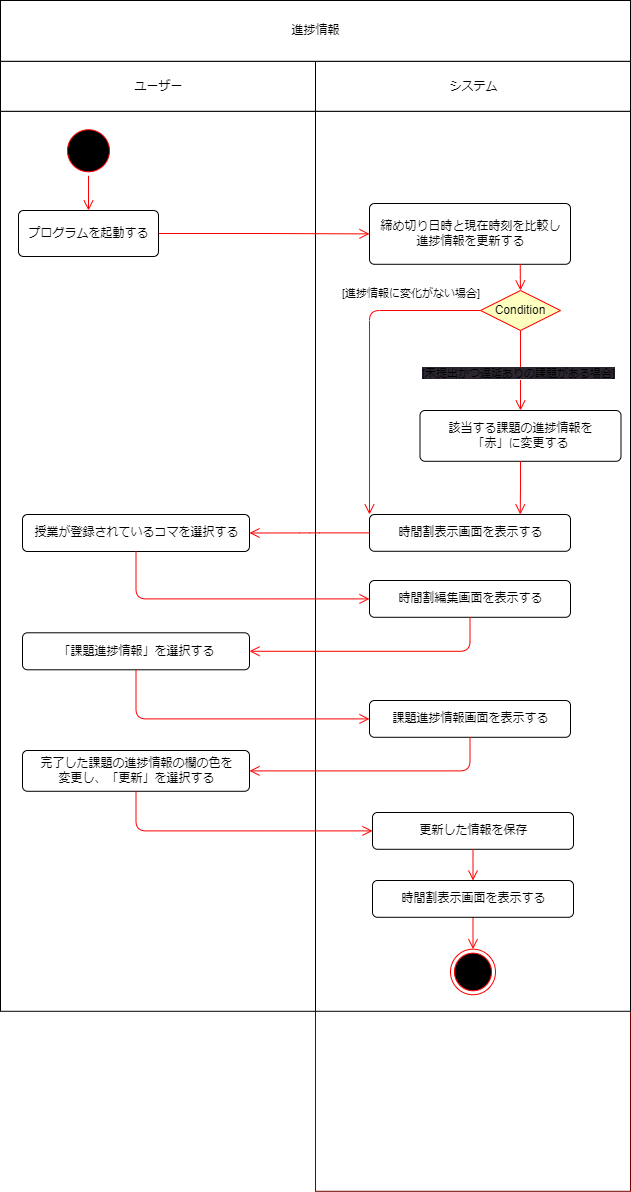 進捗情報
ユーザー
システム
プログラムを起動する
締め切り日時と現在時刻を比較し
進捗情報を更新する
[進捗情報に変化がない場合]
Condition
[未提出かつ遅延ありの課題がある場合]
該当する課題の進捗情報を
「赤」に変更する
授業が登録されているコマを選択する
時間割表示画面を表示する
時間割編集画面を表示する
「課題進捗情報」を選択する
課題進捗情報画面を表示する
完了した課題の進捗情報の欄の色を
変更し、「更新」を選択する
更新した情報を保存
時間割表示画面を表示する